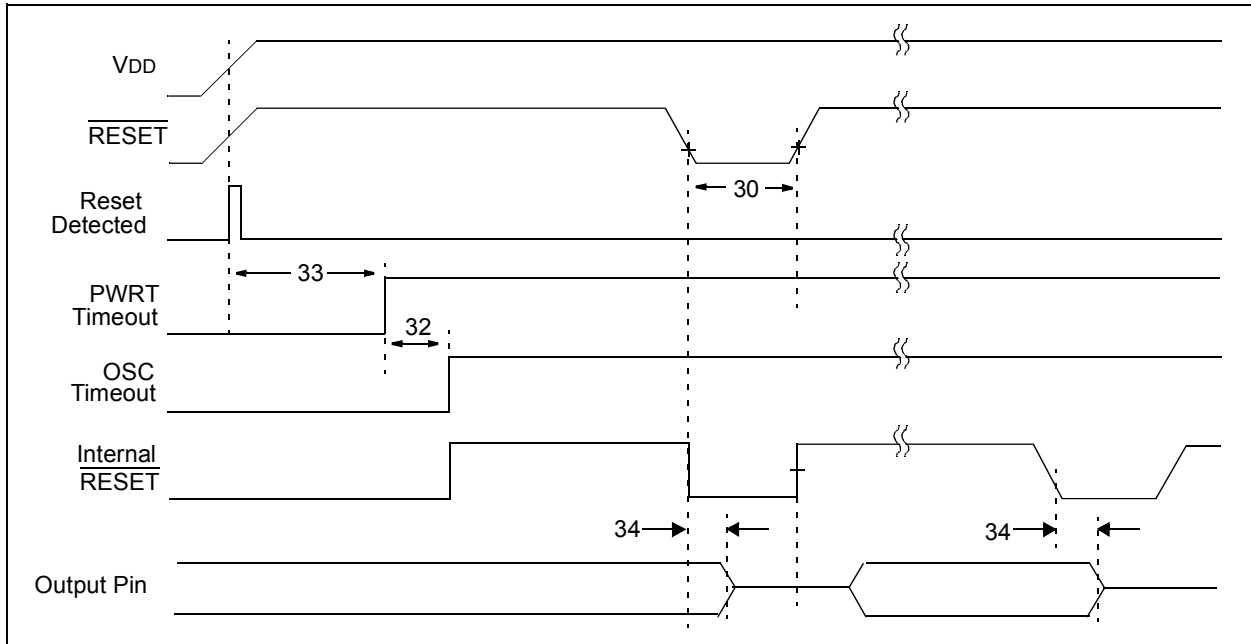 VDD
RESET
30
Reset
Detected
33
PWRT
Timeout
32
OSC
Timeout
Internal
RESET
34
34
Output Pin